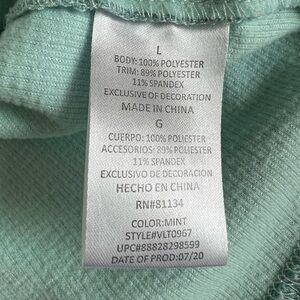 L
BODY: 100% POLYESTER
TRIM: 89% POLYESTER
11% SPANDEX
EXCLUSIVE OF DECORATION
MADE IN CHINA
G
CUERPO: 100% POLIESTER
ACCESORIOS: 89% POLIESTER
11% SPANDEX
EXCLUSIVO DE DECORACION
HECHO EN CHINA
RN#81134
COLOR:MINT
STYLE#VLT0967
UPC#88828298599
DATE OF PROD:07/20